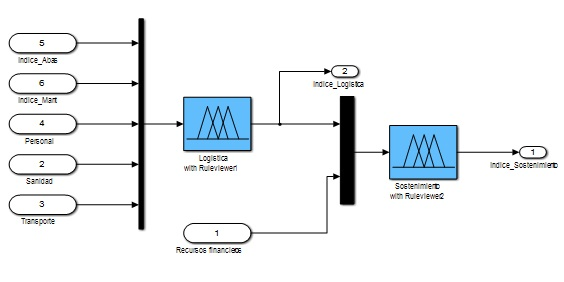 5
Indice_Abas
6
Indice_Mant
4
Personal
2
Sanidad
3
Transporte
Logistica
with Ruleviewer1
2
Indice_Logistica
1
Recursos financieros
Sostenimiento
with Ruleviewer2
1
Indice_Sostenimiento